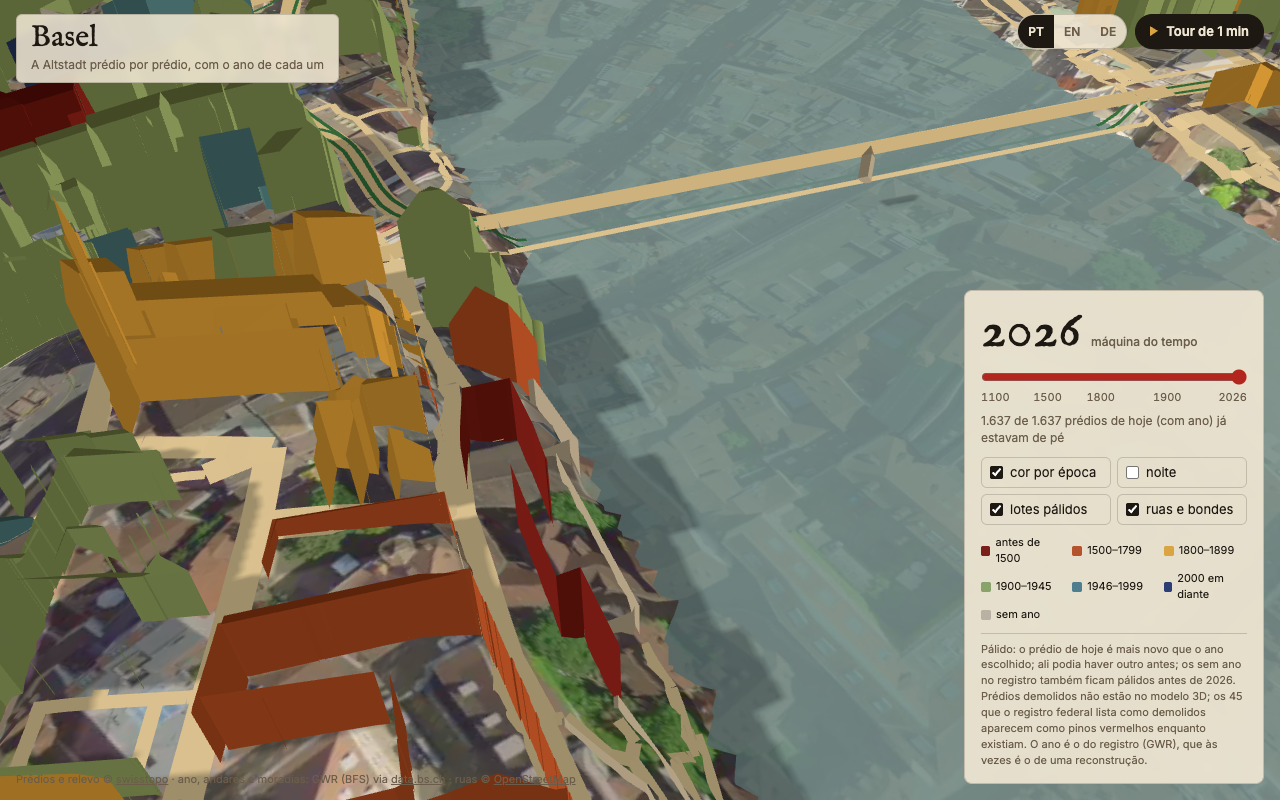 Basel
A Altstadt prédio por prédio, com o ano de cada um
PT EN DE
Tour de 1 min
2026 máquina do tempo
1100 1500 1800 1900 2026
1.637 de 1.637 prédios de hoje (com ano) já
estavam de pé
cor por época
noite
lotes pálidos
ruas e bondes
antes de
1500
1500–1799
1800–1899
1900–1945
1946–1999
2000 em
diante
sem ano
Pálido: o prédio de hoje é mais novo que o ano
escolhido; ali podia haver outro antes; os sem ano
no registro também ficam pálidos antes de 2026.
Prédios demolidos não estão no modelo 3D; os 45
que o registro federal lista como demolidos
aparecem como pinos vermelhos enquanto
existiam. O ano é o do registro (GWR), que às
vezes é o de uma reconstrução.
Prédios e relevo © swisstopo · ano, andares e moradias: GWR (BFS) via data.bs.ch · ruas © OpenStreetMap